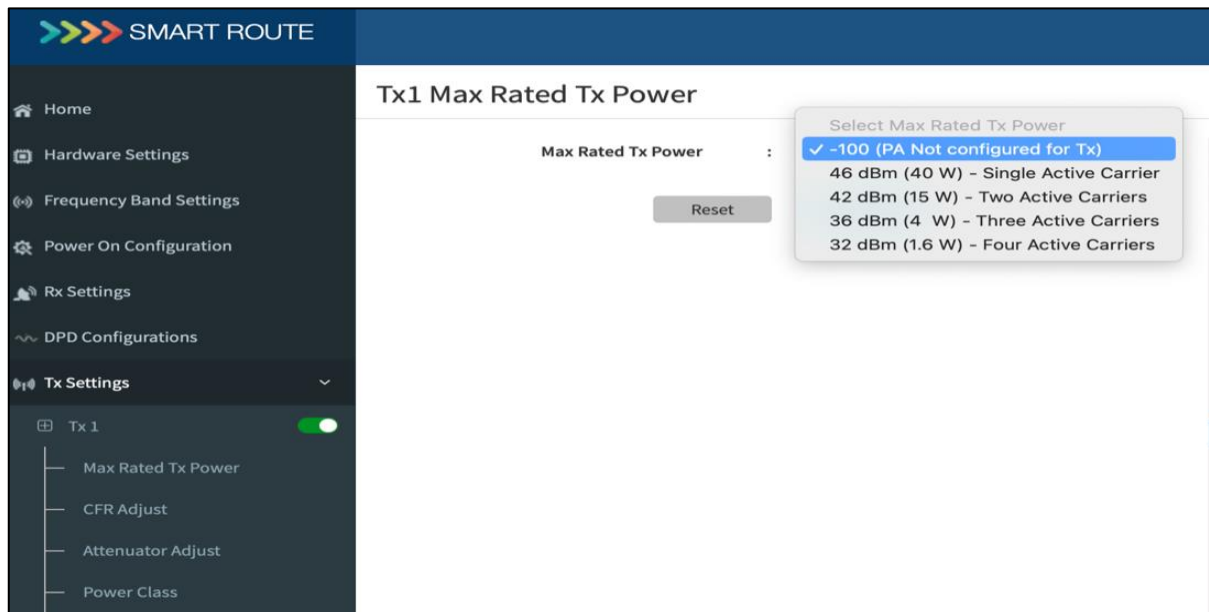 SMART ROUTE
Home
Hardware Settings
Frequency Band Settings
Power On Configuration
Rx Settings
DPD Configurations
Tx Settings
Tx 1
Max Rated Tx Power
CFR Adjust
Attenuator Adjust
Power Class
Tx1 Max Rated Tx Power
Max Rated Tx Power :
Select Max Rated Tx Power
✓ -100 (PA Not configured for Tx)
46 dBm (40 W) - Single Active Carrier
42 dBm (15 W) - Two Active Carriers
36 dBm (4  W) - Three Active Carriers
32 dBm (1.6 W) - Four Active Carriers
Reset